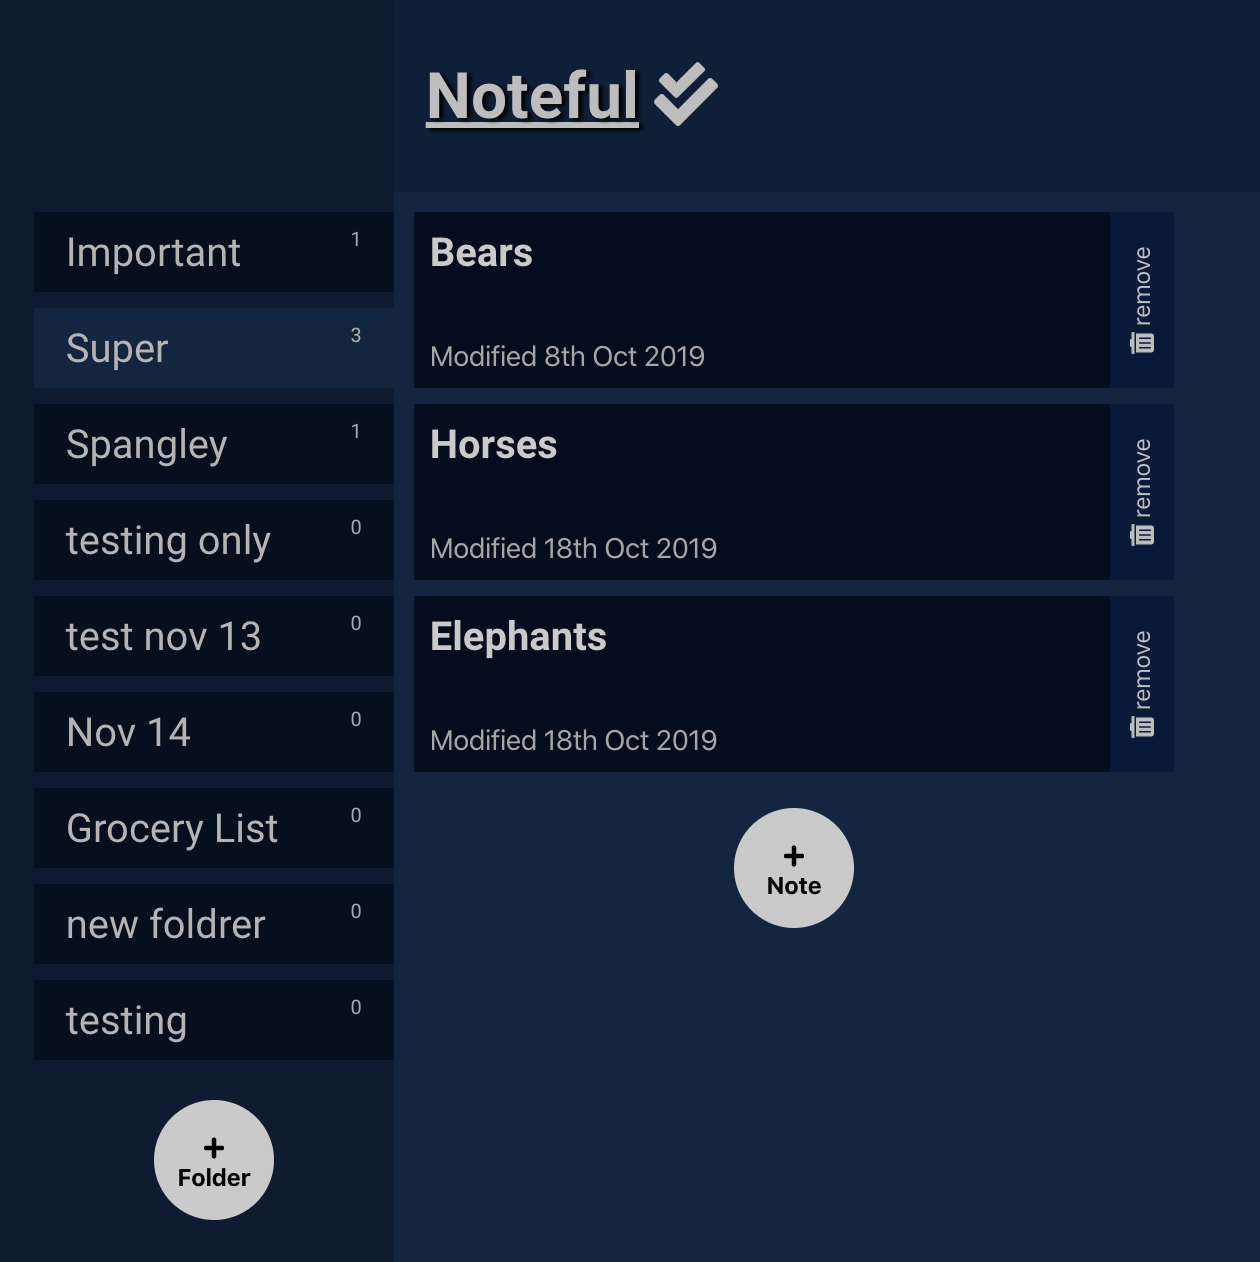 Noteful
Important 1
Super 3
Spangley 1
testing only 0
test nov 13 0
Nov 14 0
Grocery List 0
new foldrer 0
testing 0
+
Folder
Bears
Modified 8th Oct 2019
remove
Horses
Modified 18th Oct 2019
remove
Elephants
Modified 18th Oct 2019
remove
+
Note